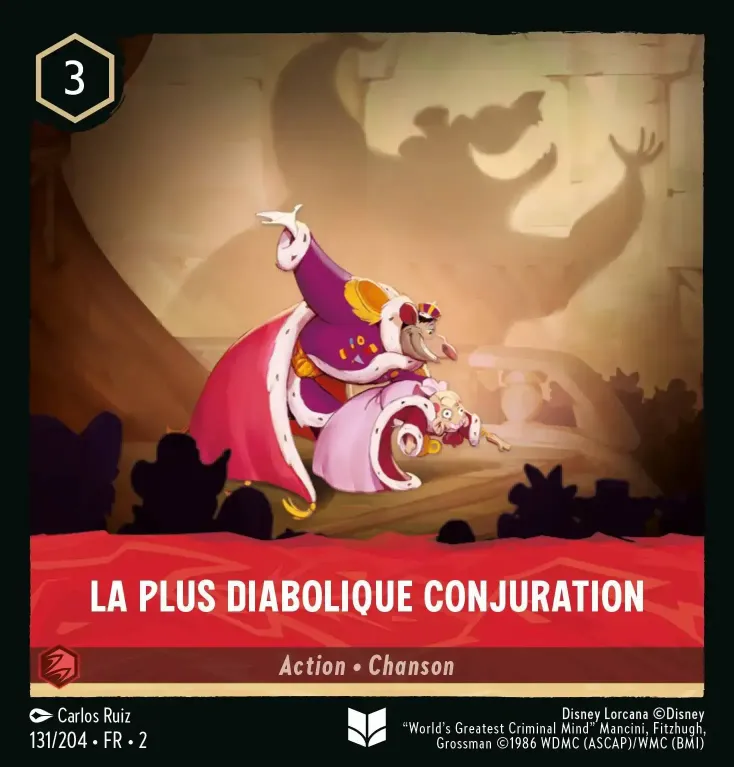 3
LA PLUS DIABOLIQUE CONJURATION
Action • Chanson
Carlos Ruiz
131/204 • FR • 2
Disney Lorcana ©Disney
“World's Greatest Criminal Mind” Mancini, Fitzhugh,
Grossman ©1986 WDMC (ASCAP)/WMC (BMI)